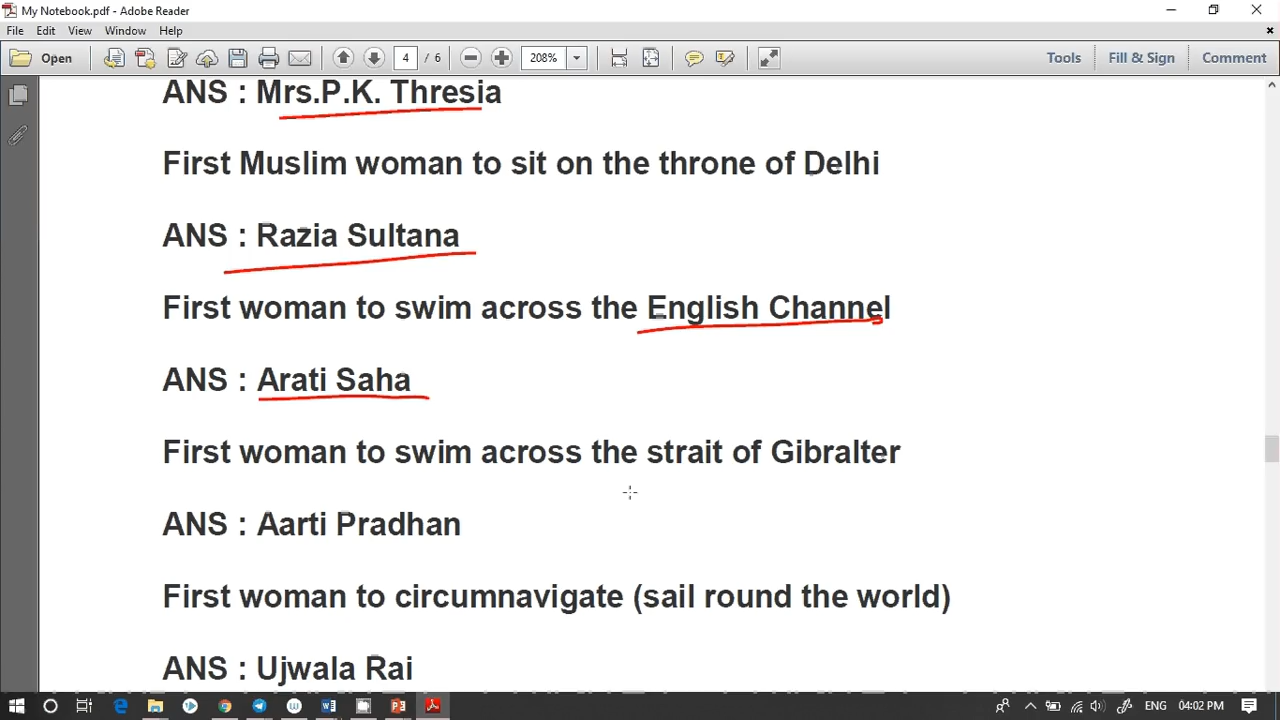 My Notebook.pdf - Adobe Reader
File Edit View Window Help
Open 4 / 6 208% Tools Fill & Sign Comment
ANS : Mrs.P.K. Thresia
First Muslim woman to sit on the throne of Delhi
ANS : Razia Sultana
First woman to swim across the English Channel
ANS : Arati Saha
First woman to swim across the strait of Gibralter
ANS : Aarti Pradhan
First woman to circumnavigate (sail round the world)
ANS : Ujwala Rai
ENG 04:02 PM